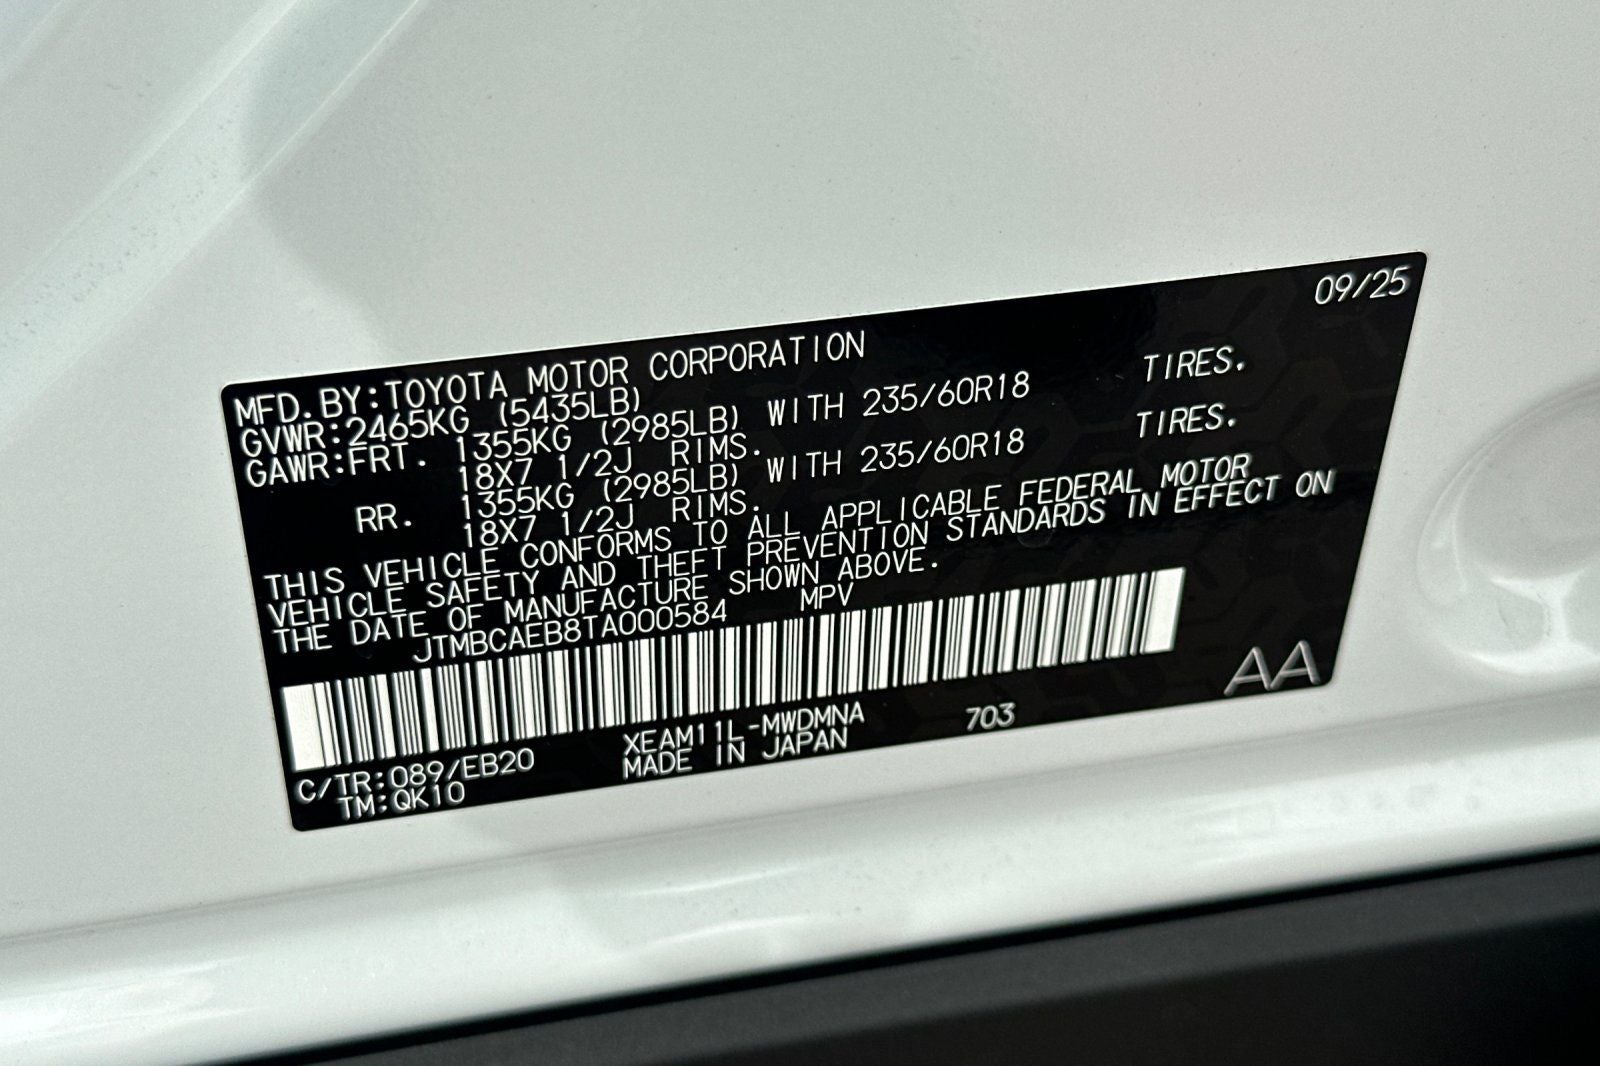 09/25
MFD.BY:TOYOTA MOTOR CORPORATION
GVWR:2465KG (5435LB)
GAWR:FRT. 1355KG (2985LB) WITH 235/60R18 TIRES.
18X7 1/2J RIMS.
RR. 1355KG (2985LB) WITH 235/60R18 TIRES.
18X7 1/2J RIMS.
THIS VEHICLE CONFORMS TO ALL APPLICABLE FEDERAL MOTOR
VEHICLE SAFETY AND THEFT PREVENTION STANDARDS IN EFFECT ON
THE DATE OF MANUFACTURE SHOWN ABOVE.
JTMBCAEB8TA000584 MPV
AA
C/TR:089/EB20 XEAM11L-MWDMNA 703
TM:QK10 MADE IN JAPAN